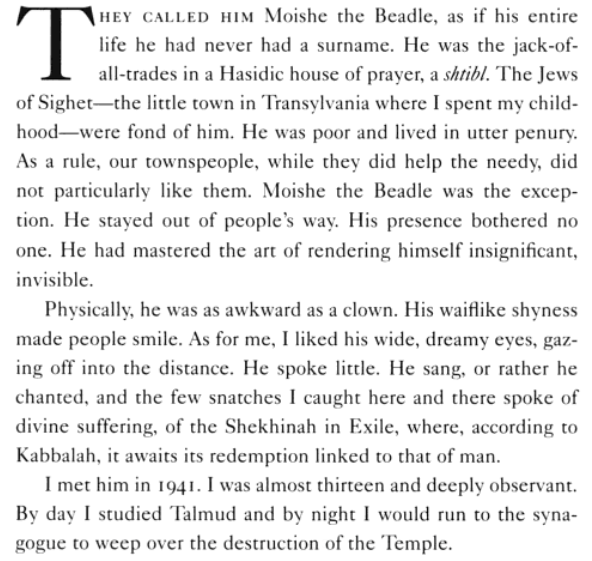 THEY CALLED HIM Moishe the Beadle, as if his entire
life he had never had a surname. He was the jack-of-
all-trades in a Hasidic house of prayer, a shtibl. The Jews
of Sighet—the little town in Transylvania where I spent my child-
hood—were fond of him. He was poor and lived in utter penury.
As a rule, our townspeople, while they did help the needy, did
not particularly like them. Moishe the Beadle was the excep-
tion. He stayed out of people's way. His presence bothered no
one. He had mastered the art of rendering himself insignificant,
invisible.
Physically, he was as awkward as a clown. His waiflike shyness
made people smile. As for me, I liked his wide, dreamy eyes, gaz-
ing off into the distance. He spoke little. He sang, or rather he
chanted, and the few snatches I caught here and there spoke of
divine suffering, of the Shekhinah in Exile, where, according to
Kabbalah, it awaits its redemption linked to that of man.
I met him in 1941. I was almost thirteen and deeply observant.
By day I studied Talmud and by night I would run to the syna-
gogue to weep over the destruction of the Temple.